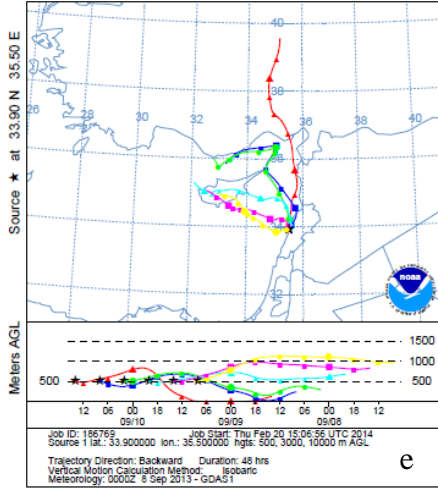 Source ★ at 33.90 N 35.50 E
40
26
28
30
32
34
36
38
40
38
36
34
32
noaa
Meters AGL
1500
1000
500
500
12 06 00 18 12 06 00 18 12 06 00 18 12
09/10 09/09 09/08
Job ID: 186769 Job Start: Thu Feb 20 15:06:56 UTC 2014
Source 1 lat.: 33.900000 lon.: 35.500000 hgts: 500, 3000, 10000 m AGL
Trajectory Direction: Backward Duration: 48 hrs
Vertical Motion Calculation Method: Isobaric
Meteorology: 0000Z 8 Sep 2013 - GDAS1
e